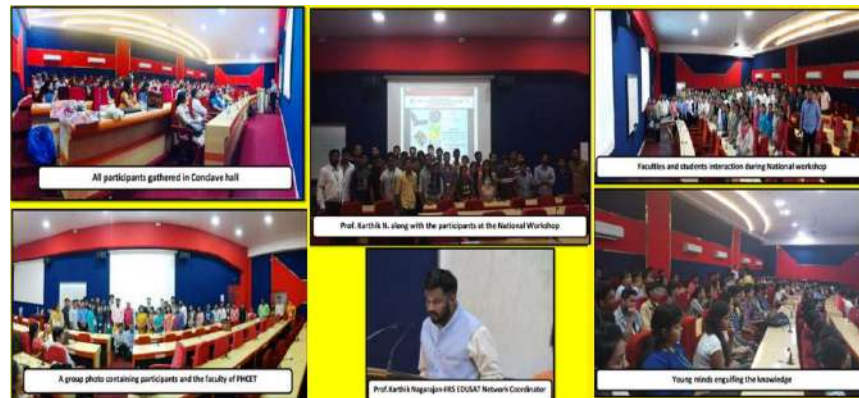 All participants gathered in Conclave hall
Prof. Karthik N. along with the participants at the National Workshop
Faculties and students interaction during National workshop
A group photo containing participants and the faculty of PHCET
Prof.Karthik Nagarajan-IIRS EDUSAT Network Coordinator
Young minds engulfing the knowledge